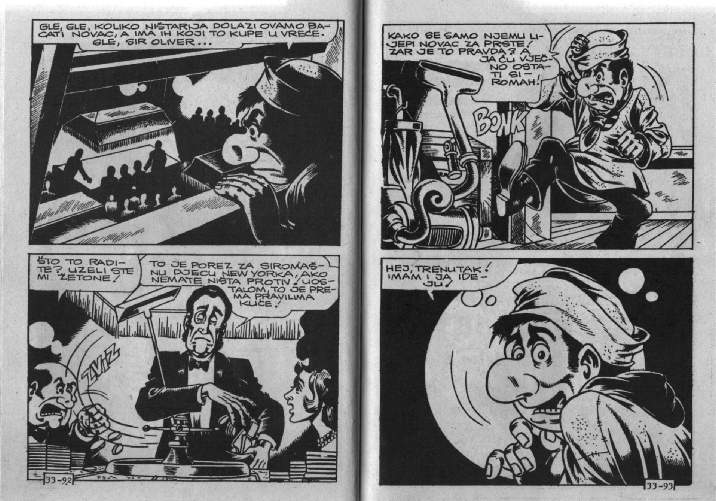 GLE, GLE, KOLIKO NIŠTARIJA DOLAZI OVAMO BA-
CATI NOVAC, A IMA IH KOJI TO KUPE U VREĆE.
GLE, SIR OLIVER...
ŠTO TO RADI-
TE? UZELI STE
MI ŽETONE!
TO JE POREZ ZA SIROMAŠ-
NU DJECU NEW YORKA, AKO
NEMATE NIŠTA PROTIV! UOS-
TALOM, TO JE PRE-
MA PRAVILIMA
KUĆE!
ZVIZ
33-92
KAKO SE SAMO NJEMU LI-
JEPI NOVAC ZA PRSTE!
ZAR JE TO PRAVDA? A
JA ĆU VJEČ-
NO OSTA-
TI SI-
ROMAH!
BONK
HEJ, TRENUTAK!
IMAM I JA IDE-
JU!
33-93